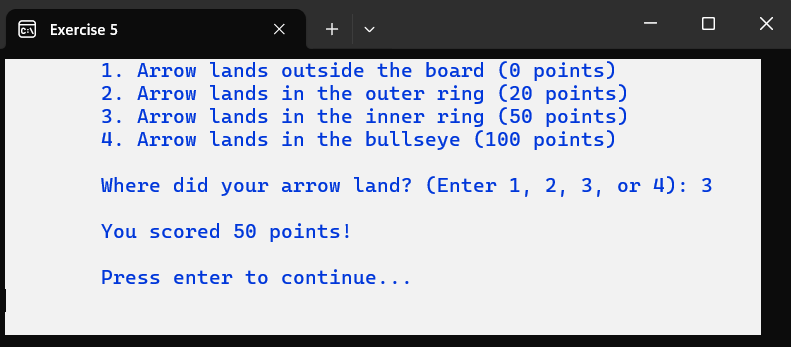 Exercise 5
1. Arrow lands outside the board (0 points)
2. Arrow lands in the outer ring (20 points)
3. Arrow lands in the inner ring (50 points)
4. Arrow lands in the bullseye (100 points)
Where did your arrow land? (Enter 1, 2, 3, or 4): 3
You scored 50 points!
Press enter to continue...